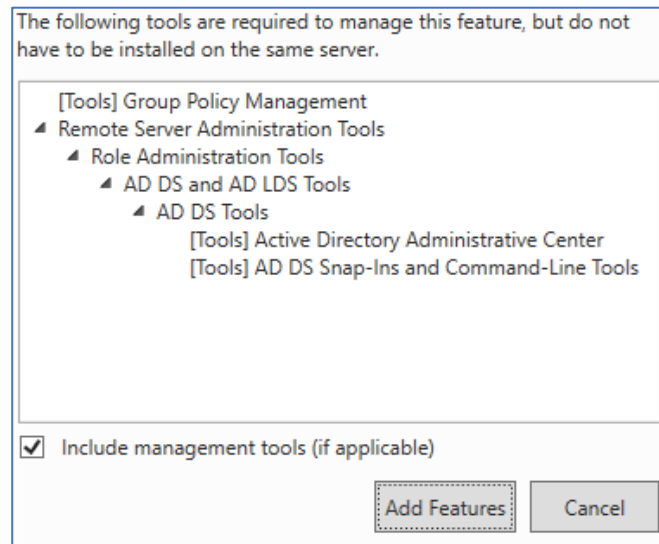 The following tools are required to manage this feature, but do not
have to be installed on the same server.
[Tools] Group Policy Management
Remote Server Administration Tools
Role Administration Tools
AD DS and AD LDS Tools
AD DS Tools
[Tools] Active Directory Administrative Center
[Tools] AD DS Snap-Ins and Command-Line Tools
Include management tools (if applicable)
Add Features
Cancel